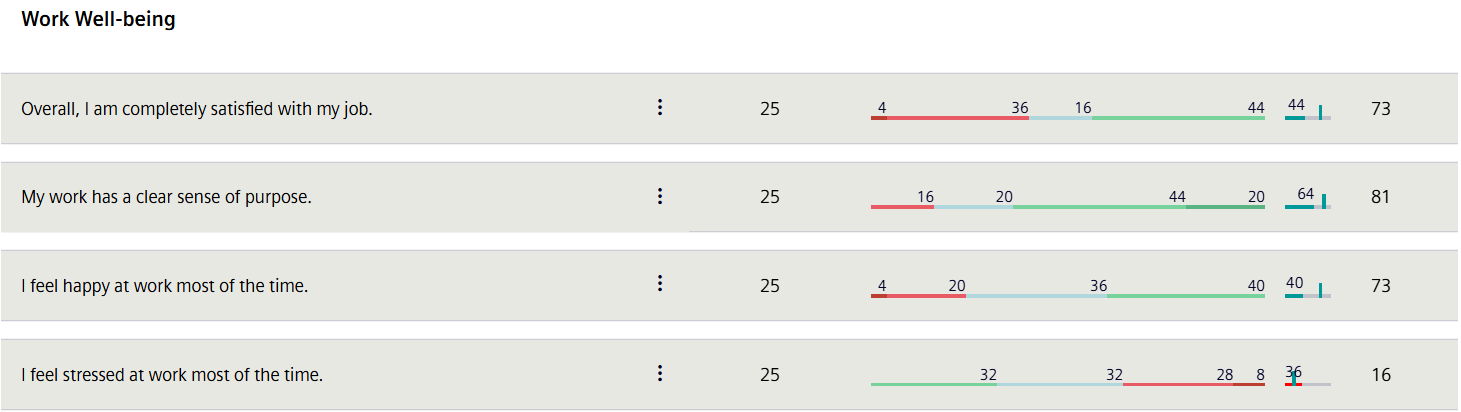 Work Well-being
Overall, I am completely satisfied with my job. 25 4 36 16 44 44 73
My work has a clear sense of purpose. 25 16 20 44 20 64 81
I feel happy at work most of the time. 25 4 20 36 40 40 73
I feel stressed at work most of the time. 25 32 32 28 8 36 16